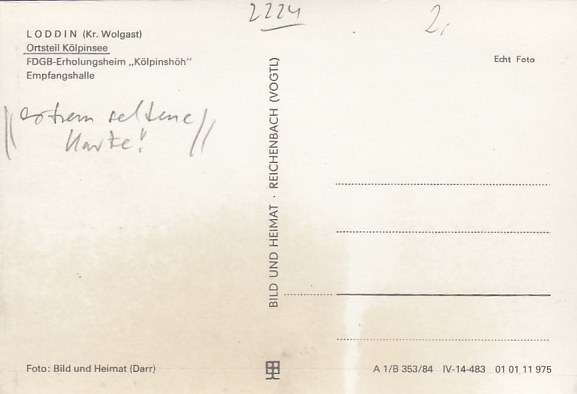 2224
2,
LODDIN (Kr. Wolgast)
Ortsteil Kölpinsee
FDGB-Erholungsheim „Kölpinshöh"
Empfangshalle
Echt Foto
//extrem seltene
Karte!//
BILD UND HEIMAT · REICHENBACH (VOGTL)
Foto: Bild und Heimat (Darr)
A 1/B 353/84 IV-14-483 01 01 11 975